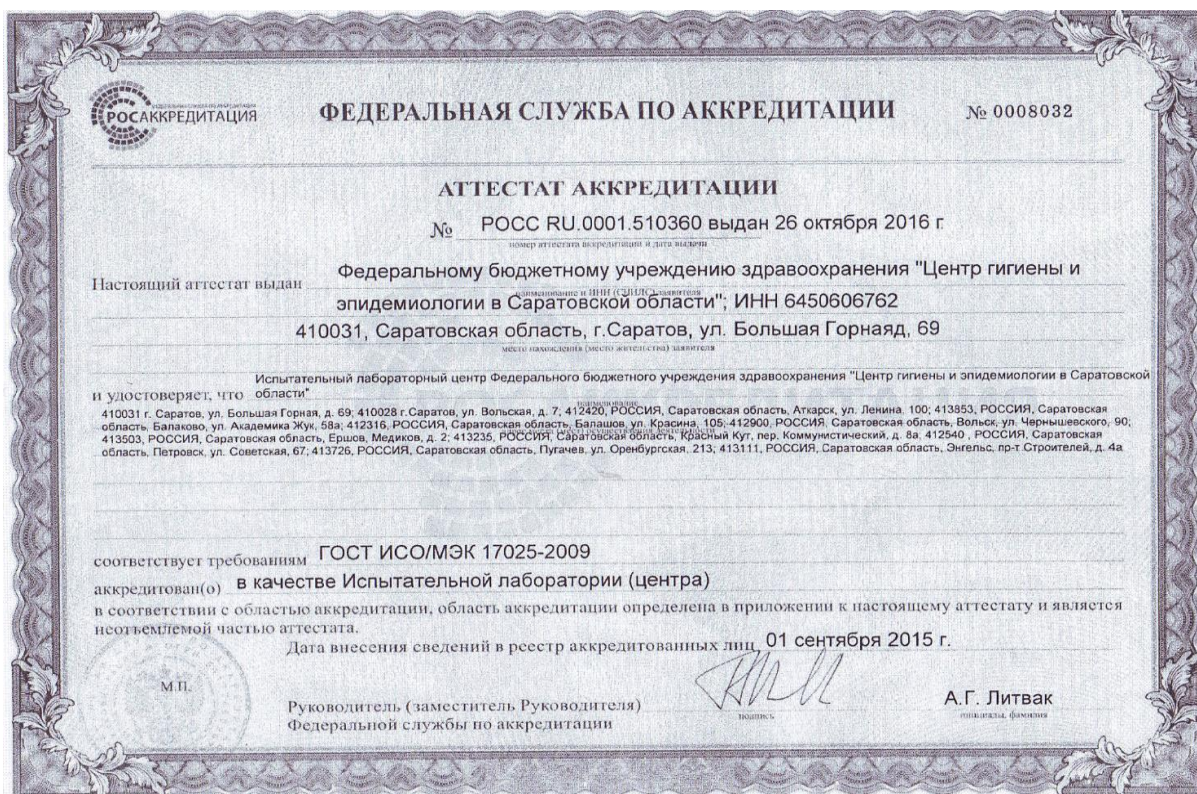 РОСАККРЕДИТАЦИЯ
ФЕДЕРАЛЬНАЯ СЛУЖБА ПО АККРЕДИТАЦИИ
№ 0008032
АТТЕСТАТ АККРЕДИТАЦИИ
№ РОСС RU.0001.510360 выдан 26 октября 2016 г
номер аттестата аккредитации и дата выдачи
Настоящий аттестат выдан Федеральному бюджетному учреждению здравоохранения "Центр гигиены и
эпидемиологии в Саратовской области"; ИНН 6450606762
наименование и ИНН (СНИЛС) заявителя
410031, Саратовская область, г.Саратов, ул. Большая Горнаяд, 69
место нахождения (место жительства) заявителя
Испытательный лабораторный центр Федерального бюджетного учреждения здравоохранения "Центр гигиены и эпидемиологии в Саратовской
и удостоверяет, что области"
наименование
410031 г. Саратов, ул. Большая Горная, д. 69; 410028 г.Саратов, ул. Вольская, д. 7, 412420, РОССИЯ, Саратовская область, Аткарск, ул. Ленина, 100; 413853, РОССИЯ, Саратовская
область, Балаково, ул. Академика Жук, 58а; 412316, РОССИЯ, Саратовская область, Балашов, ул. Красина, 105; 412900, РОССИЯ, Саратовская область, Вольск, ул. Чернышевского, 90;
413503, РОССИЯ, Саратовская область, Ершов, Медиков, д. 2; 413235, РОССИЯ, Саратовская область, Красный Кут, пер. Коммунистический, д. 8а; 412540 , РОССИЯ, Саратовская
область, Петровск, ул. Советская, 67; 413726, РОССИЯ, Саратовская область, Пугачев, ул. Оренбургская, 213; 413111, РОССИЯ, Саратовская область, Энгельс, пр-т Строителей, д. 4а
соответствует требованиям ГОСТ ИСО/МЭК 17025-2009
аккредитован(о) в качестве Испытательной лаборатории (центра)
в соответствии с областью аккредитации, область аккредитации определена в приложении к настоящему аттестату и является
неотъемлемой частью аттестата.
Дата внесения сведений в реестр аккредитованных лиц 01 сентября 2015 г.
М.П.
Руководитель (заместитель Руководителя)
Федеральной службы по аккредитации
подпись
А.Г. Литвак
инициалы, фамилия